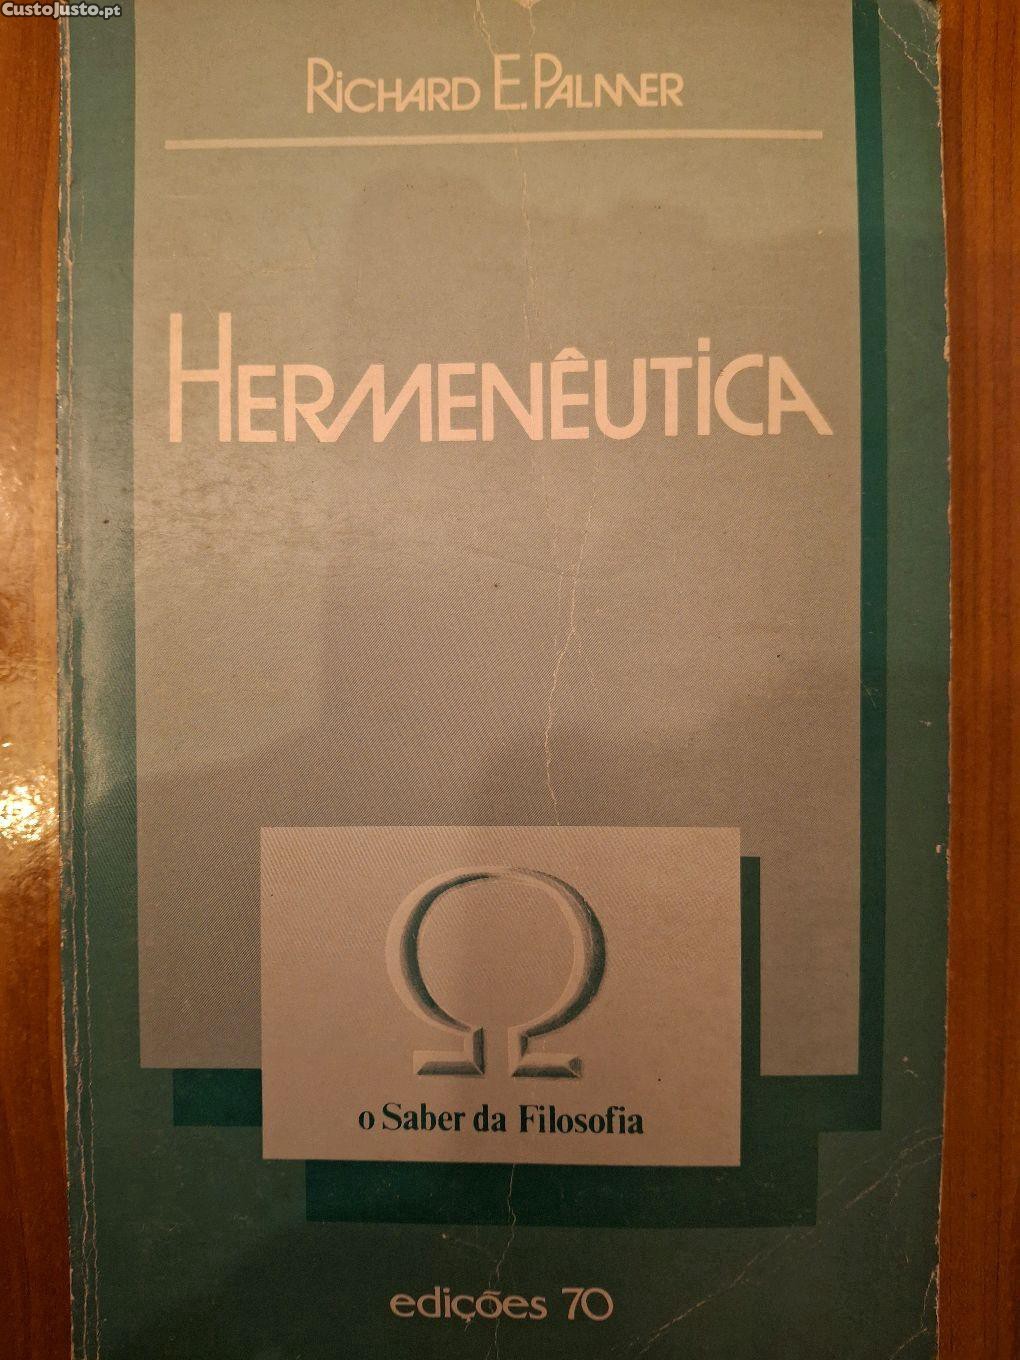 CustoJusto.pt
RiCHARD E. PALMER
HERMENÊUTiCA
Ω
o Saber da Filosofia
edições 70